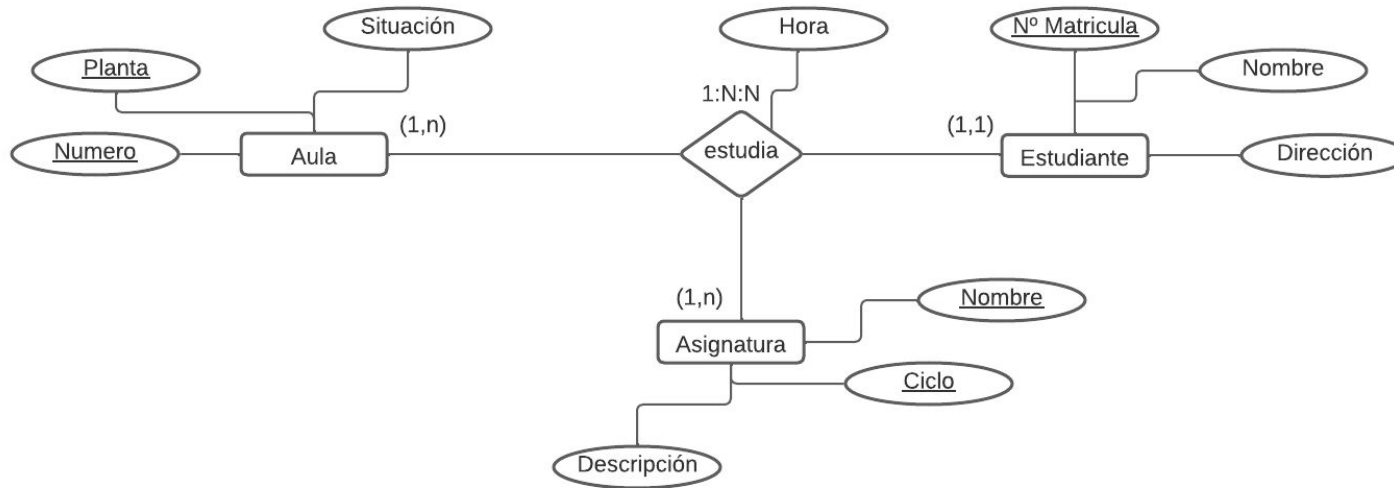 Situación
Hora
Nº Matricula
Planta
Nombre
1:N:N
(1,n)
(1,1)
Numero
Aula
estudia
Estudiante
Dirección
(1,n)
Nombre
Asignatura
Ciclo
Descripción